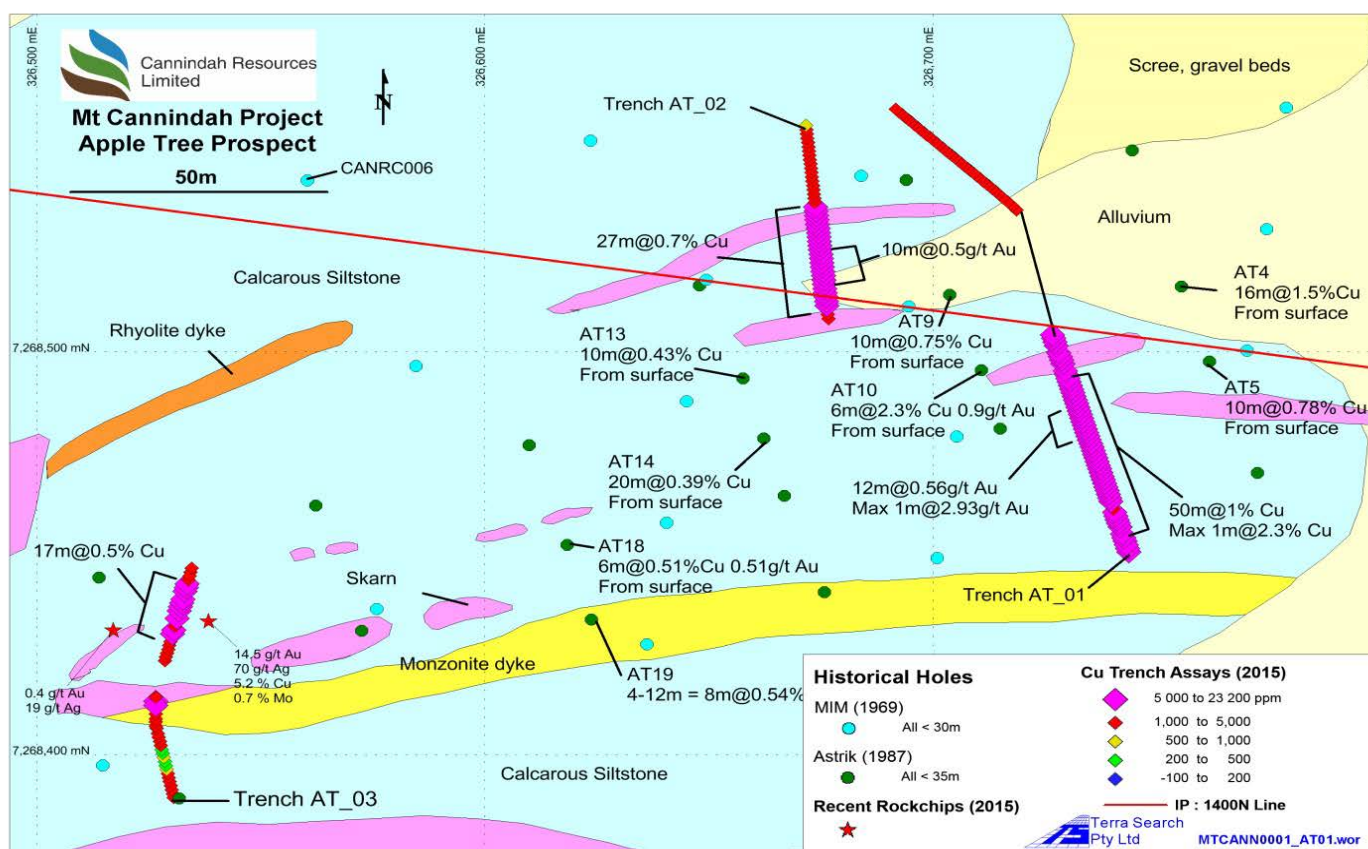 326,500 mE
326,600 mE
326,700 mE
Cannindah Resources
Limited
Mt Cannindah Project
Apple Tree Prospect
50m
N
CANRC006
Trench AT_02
Scree, gravel beds
Alluvium
27m@0.7% Cu
10m@0.5g/t Au
Calcarous Siltstone
Rhyolite dyke
7,268,500 mN
AT4
16m@1.5%Cu
From surface
AT13
10m@0.43% Cu
From surface
AT9
10m@0.75% Cu
From surface
AT10
6m@2.3% Cu 0.9g/t Au
From surface
AT5
10m@0.78% Cu
From surface
AT14
20m@0.39% Cu
From surface
12m@0.56g/t Au
Max 1m@2.93g/t Au
50m@1% Cu
Max 1m@2.3% Cu
17m@0.5% Cu
AT18
6m@0.51%Cu 0.51g/t Au
From surface
Skarn
Trench AT_01
14.5 g/t Au
70 g/t Ag
5.2 % Cu
0.7 % Mo
0.4 g/t Au
19 g/t Ag
Monzonite dyke
AT19
4-12m = 8m@0.54%
7,268,400 mN
Calcarous Siltstone
Trench AT_03
Historical Holes
MIM (1969)
All < 30m
Astrik (1987)
All < 35m
Recent Rockchips (2015)
Cu Trench Assays (2015)
5 000 to 23 200 ppm
1,000 to 5,000
500 to 1,000
200 to 500
-100 to 200
IP : 1400N Line
Terra Search
Pty Ltd
MTCANN0001_AT01.wor